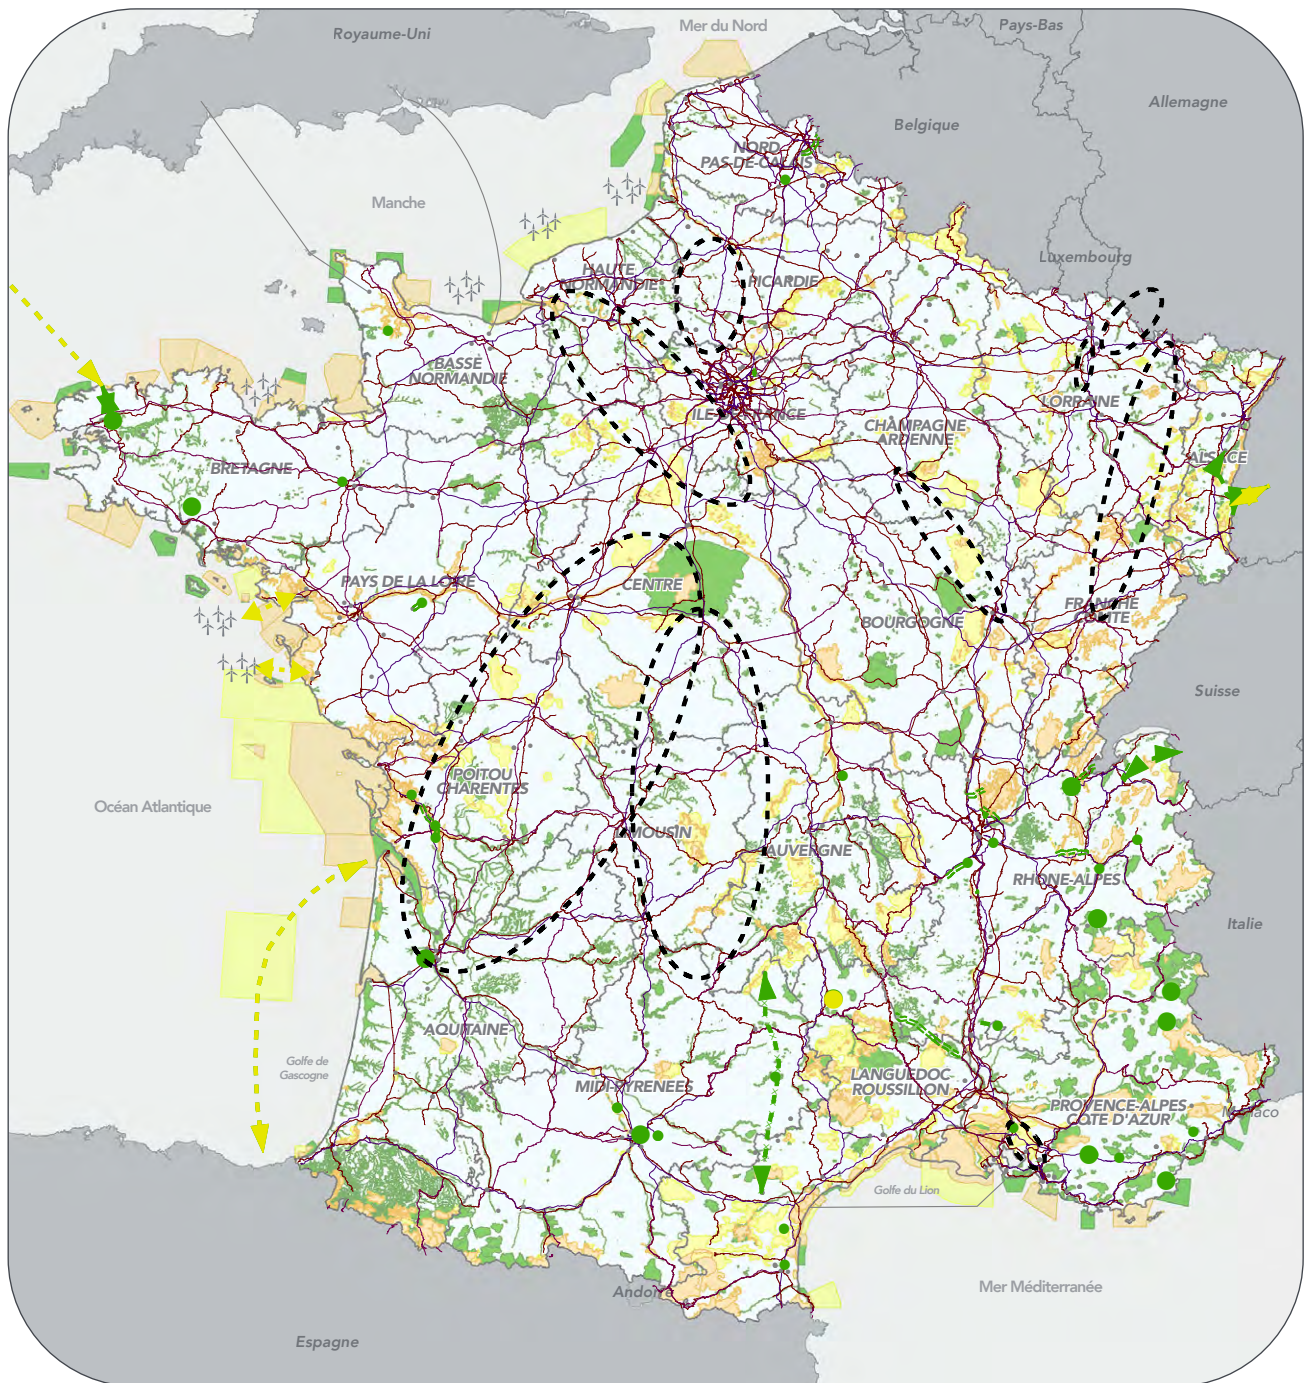 Mer du Nord
Pays-Bas
Royaume-Uni
Allemagne
Belgique
NORD
PAS-DE-CALAIS
Manche
Luxembourg
HAUTE
NORMANDIE
PICARDIE
BASSE
NORMANDIE
LORRAINE
ILE-DE-FRANCE
CHAMPAGNE
ARDENNE
ALSACE
BRETAGNE
PAYS DE LA LOIRE
CENTRE
FRANCHE
COMTE
BOURGOGNE
Suisse
POITOU
CHARENTES
Océan Atlantique
LIMOUSIN
AUVERGNE
RHONE-ALPES
Italie
AQUITAINE
Golfe de
Gascogne
MIDI-PYRENEES
LANGUEDOC-
ROUSSILLON
PROVENCE-ALPES
COTE D'AZUR
Monaco
Golfe du Lion
Mer Méditerranée
Andorre
Espagne